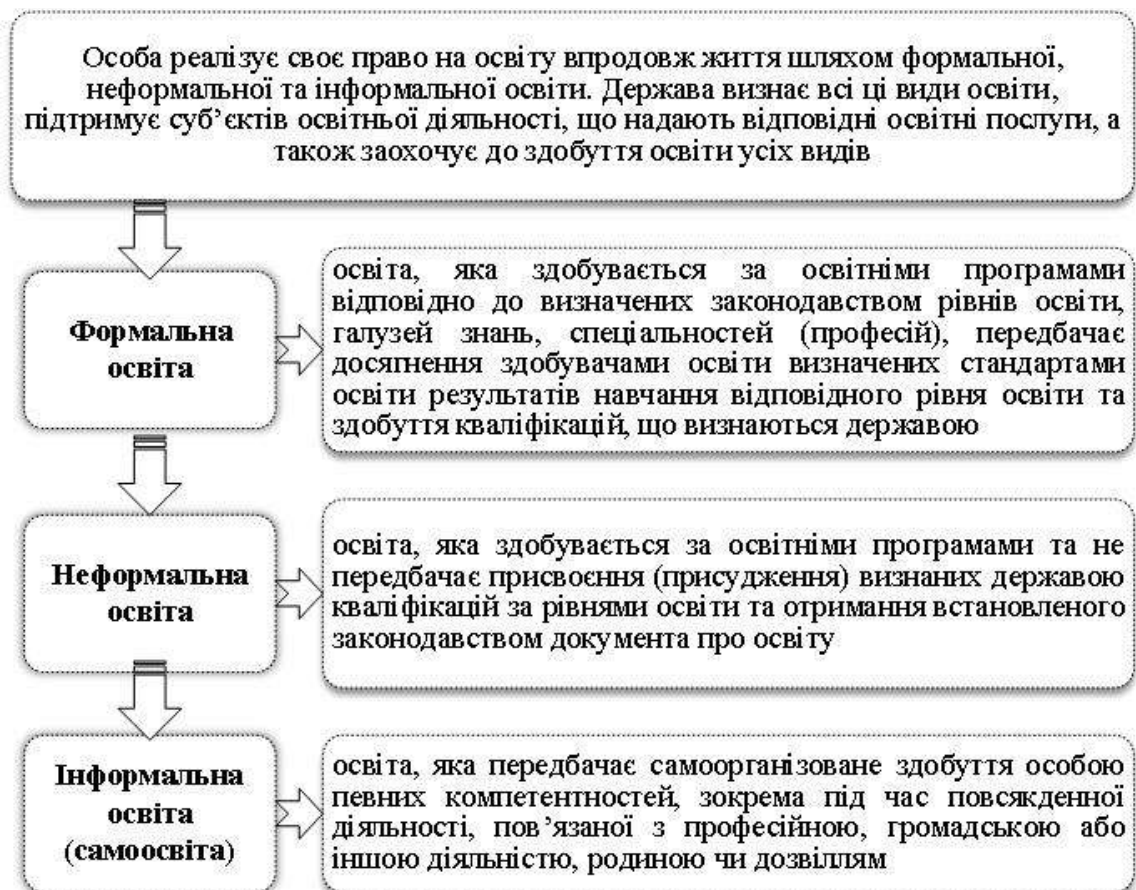 Особа реалізує своє право на освіту впродовж життя шляхом формальної,
неформальної та інформальної освіти. Держава визнає всі ці види освіти,
підтримує суб’єктів освітньої діяльності, що надають відповідні освітні послуги, а
також заохочує до здобуття освіти усіх видів
Формальна
освіта
освіта, яка здобувається за освітніми програмами
відповідно до визначених законодавством рівнів освіти,
галузей знань, спеціальностей (професій), передбачає
досягнення здобувачами освіти визначених стандартами
освіти результатів навчання відповідного рівня освіти та
здобуття кваліфікацій, що визнаються державою
Неформальна
освіта
освіта, яка здобувається за освітніми програмами та не
передбачає присвоєння (присудження) визнаних державою
кваліфікацій за рівнями освіти та отримання встановленого
законодавством документа про освіту
Інформальна
освіта
(самоосвіта)
освіта, яка передбачає самоорганізоване здобуття особою
певних компетентностей, зокрема під час повсякденної
діяльності, пов’язаної з професійною, громадською або
іншою діяльністю, родиною чи дозвіллям